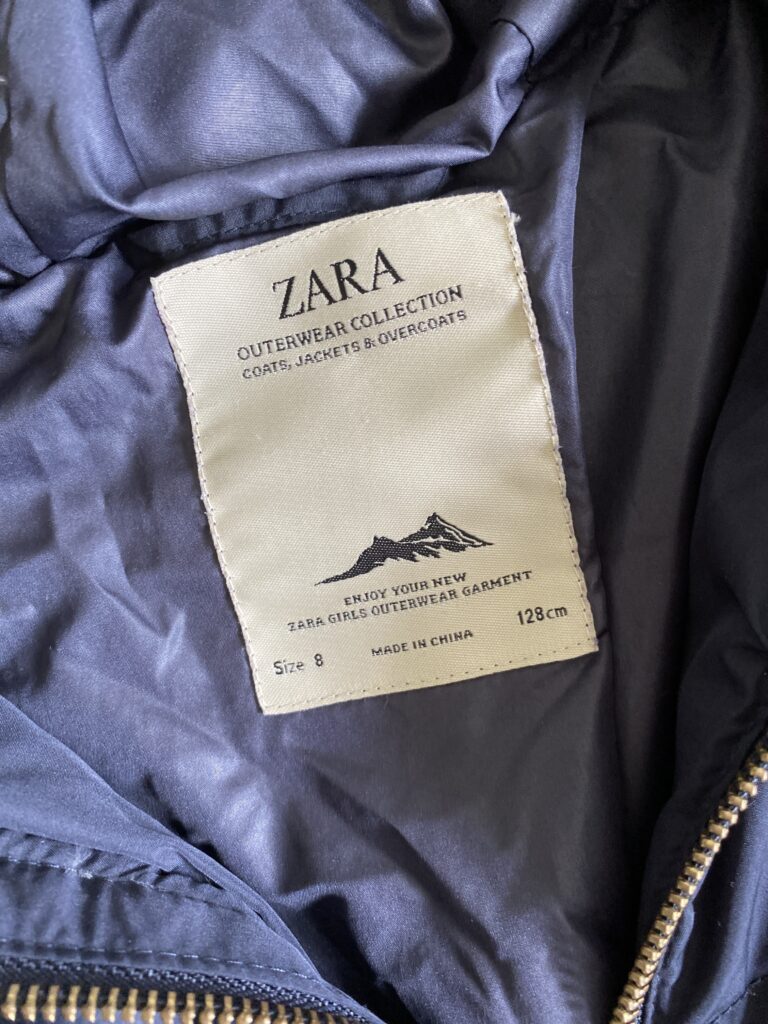 ZARA
OUTERWEAR COLLECTION
COATS, JACKETS & OVERCOATS
ENJOY YOUR NEW
ZARA GIRLS OUTERWEAR GARMENT
Size 8 MADE IN CHINA 128cm